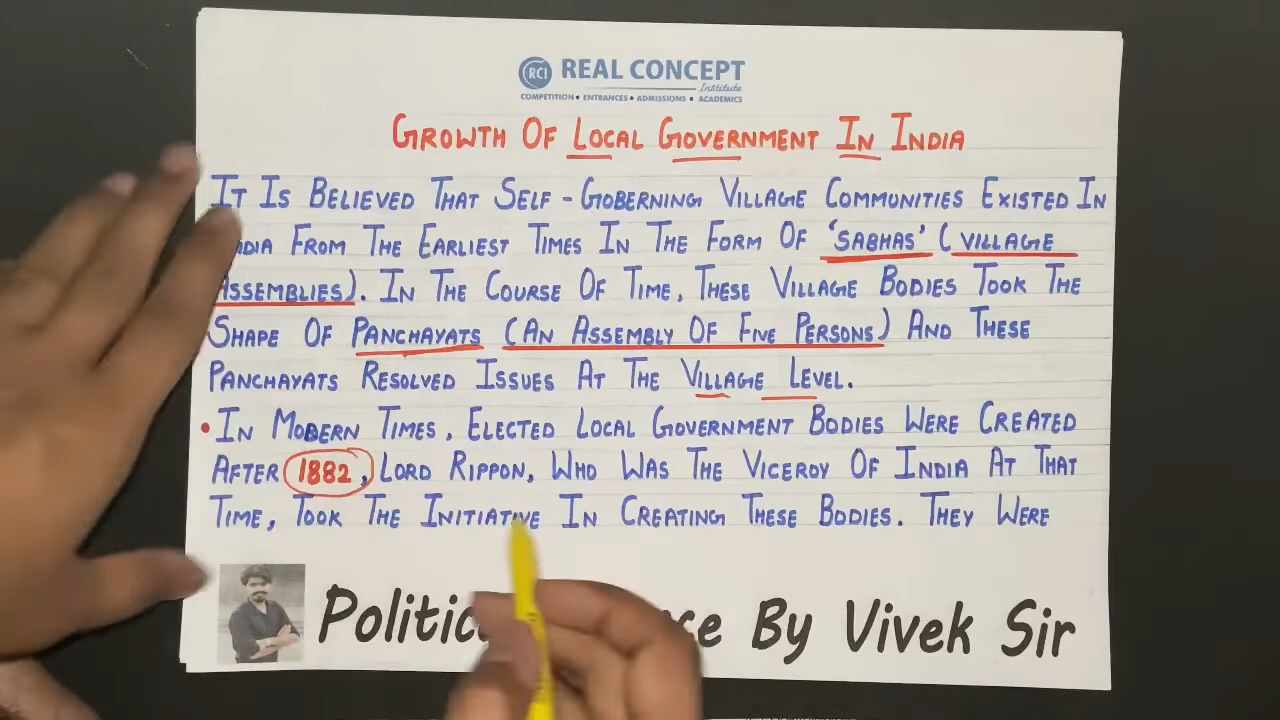 RCI REAL CONCEPT
Institute
COMPETITION • ENTRANCES • ADMISSIONS • ACADEMICS
GROWTH OF LOCAL GOVERNMENT IN INDIA
IT IS BELIEVED THAT SELF - GOBERNING VILLAGE COMMUNITIES EXISTED IN
FROM THE EARLIEST TIMES IN THE FORM OF 'SABHAS' (VILLAGE
ASSEMBLIES). IN THE COURSE OF TIME, THESE VILLAGE BODIES TOOK THE
SHAPE OF PANCHAYATS (AN ASSEMBLY OF FIVE PERSONS) AND THESE
PANCHAYATS RESOLVED ISSUES AT THE VILLAGE LEVEL.
• IN MODERN TIMES, ELECTED LOCAL GOVERNMENT BODIES WERE CREATED
AFTER 1882, LORD RIPPON, WHO WAS THE VICEROY OF INDIA AT THAT
TIME, TOOK THE INITIATIVE IN CREATING THESE BODIES. THEY WERE
By Vivek Sir